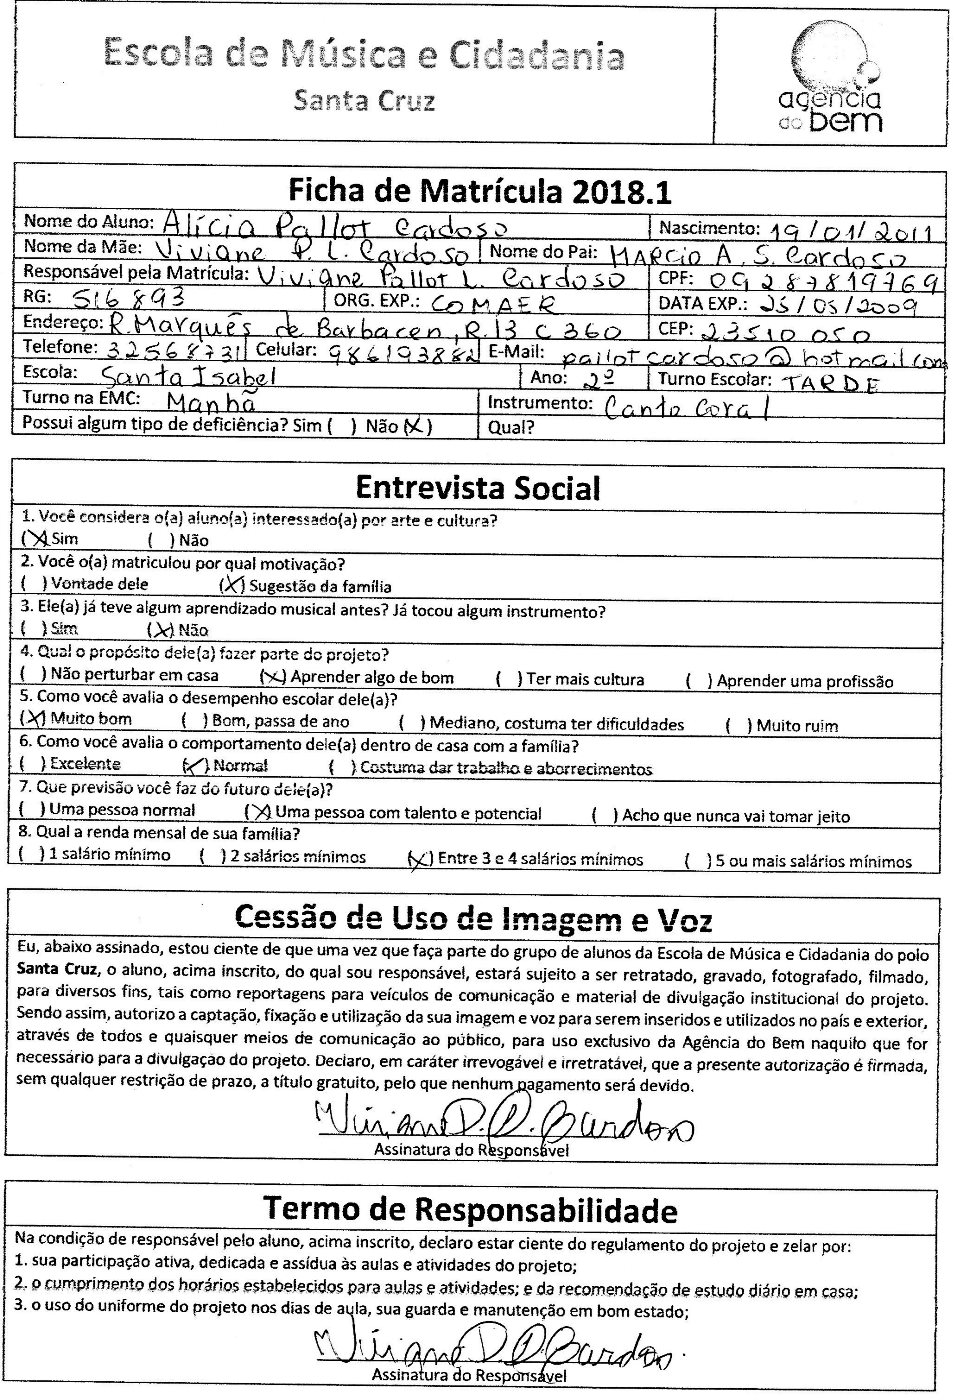 Escola de Música e Cidadania
Santa Cruz
agência
do bem
Ficha de Matrícula 2018.1
Nome do Aluno: Alícia Pallot Cardoso Nascimento: 19/01/2011
Nome da Mãe: Viviane P. L. Cardoso Nome do Pai: MARCIO A. S. Cardoso
Responsável pela Matrícula: Viviane Pallot L. Cardoso CPF: 09287819769
RG: 516893 ORG. EXP.: COMAER DATA EXP.: 25/05/2009
Endereço: R. Marquês de Barbacen, R. 13 C 360 CEP: 23510050
Telefone: 32568731 Celular: 986193882 E-Mail: pallotcardoso@hotmail.com
Escola: Santa Isabel Ano: 2º Turno Escolar: TARDE
Turno na EMC: Manhã Instrumento: Canto Coral
Possui algum tipo de deficiência? Sim ( ) Não (X) Qual?
Entrevista Social
1. Você considera o(a) aluno(a) interessado(a) por arte e cultura?
(X) Sim ( ) Não
2. Você o(a) matriculou por qual motivação?
( ) Vontade dele (X) Sugestão da família
3. Ele(a) já teve algum aprendizado musical antes? Já tocou algum instrumento?
( ) Sim (X) Não
4. Qual o propósito dele(a) fazer parte do projeto?
( ) Não perturbar em casa (X) Aprender algo de bom ( ) Ter mais cultura ( ) Aprender uma profissão
5. Como você avalia o desempenho escolar dele(a)?
(X) Muito bom ( ) Bom, passa de ano ( ) Mediano, costuma ter dificuldades ( ) Muito ruim
6. Como você avalia o comportamento dele(a) dentro de casa com a família?
( ) Excelente (X) Normal ( ) Costuma dar trabalho e aborrecimentos
7. Que previsão você faz do futuro dele(a)?
( ) Uma pessoa normal (X) Uma pessoa com talento e potencial ( ) Acho que nunca vai tomar jeito
8. Qual a renda mensal de sua família?
( ) 1 salário mínimo ( ) 2 salários mínimos (X) Entre 3 e 4 salários mínimos ( ) 5 ou mais salários mínimos
Cessão de Uso de Imagem e Voz
Eu, abaixo assinado, estou ciente de que uma vez que faça parte do grupo de alunos da Escola de Música e Cidadania do polo
Santa Cruz, o aluno, acima inscrito, do qual sou responsável, estará sujeito a ser retratado, gravado, fotografado, filmado,
para diversos fins, tais como reportagens para veículos de comunicação e material de divulgação institucional do projeto.
Sendo assim, autorizo a captação, fixação e utilização da sua imagem e voz para serem inseridos e utilizados no país e exterior,
através de todos e quaisquer meios de comunicação ao público, para uso exclusivo da Agência do Bem naquilo que for
necessário para a divulgação do projeto. Declaro, em caráter irrevogável e irretratável, que a presente autorização é firmada,
sem qualquer restrição de prazo, a título gratuito, pelo que nenhum pagamento será devido.
Viviane P. L. Cardoso
Assinatura do Responsável
Termo de Responsabilidade
Na condição de responsável pelo aluno, acima inscrito, declaro estar ciente do regulamento do projeto e zelar por:
1. sua participação ativa, dedicada e assídua às aulas e atividades do projeto;
2. o cumprimento dos horários estabelecidos para aulas e atividades; e da recomendação de estudo diário em casa;
3. o uso do uniforme do projeto nos dias de aula, sua guarda e manutenção em bom estado;
Viviane P. L. Cardoso
Assinatura do Responsável